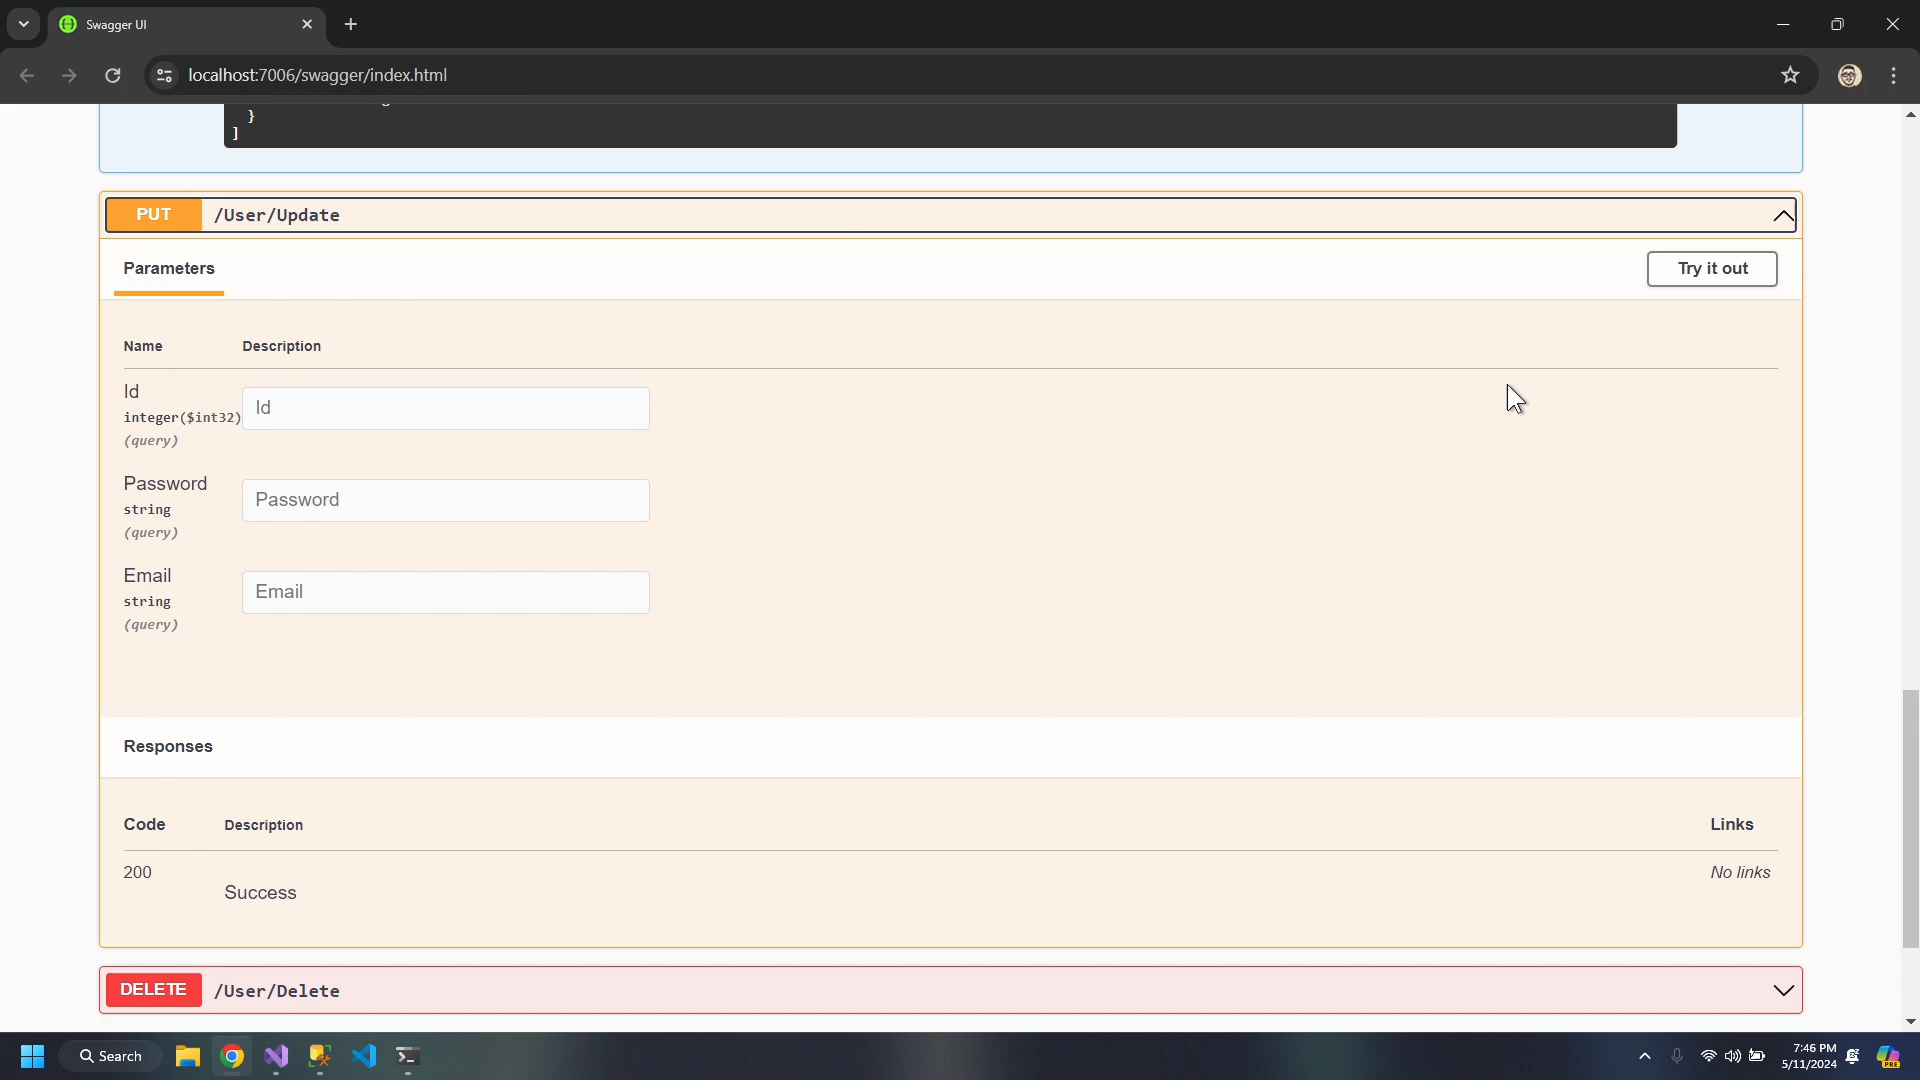 Swagger UI
localhost:7006/swagger/index.html
}
]
PUT /User/Update
Parameters
Try it out
Name Description
Id
integer($int32)
(query)
Id
Password
string
(query)
Password
Email
string
(query)
Email
Responses
Code Description Links
200
Success
No links
DELETE /User/Delete
Search
7:46 PM
5/11/2024
PRE